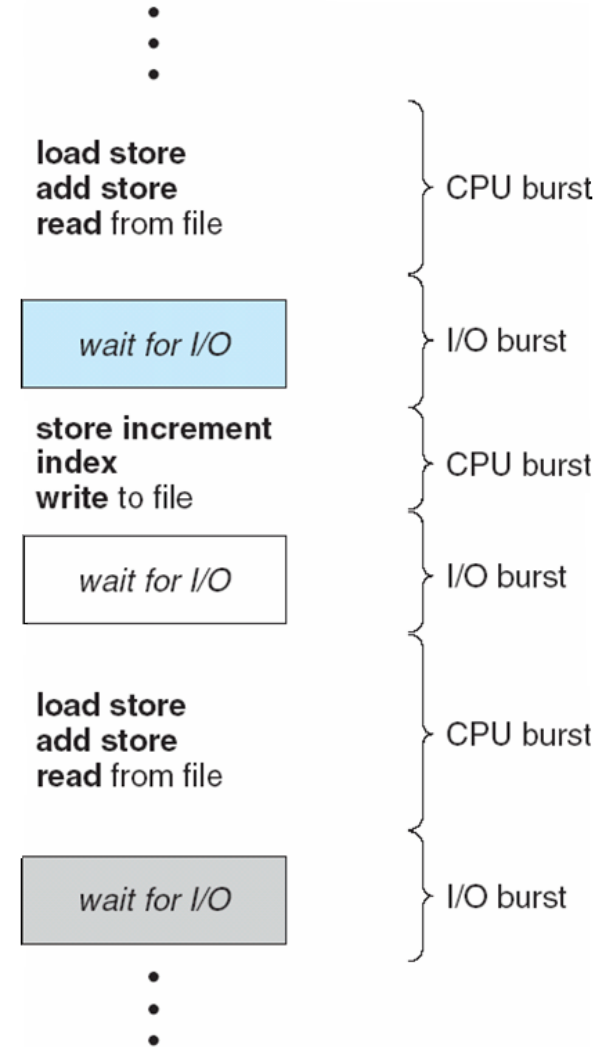 load store
add store
read from file
CPU burst
wait for I/O
I/O burst
store increment
index
write to file
CPU burst
wait for I/O
I/O burst
load store
add store
read from file
CPU burst
wait for I/O
I/O burst